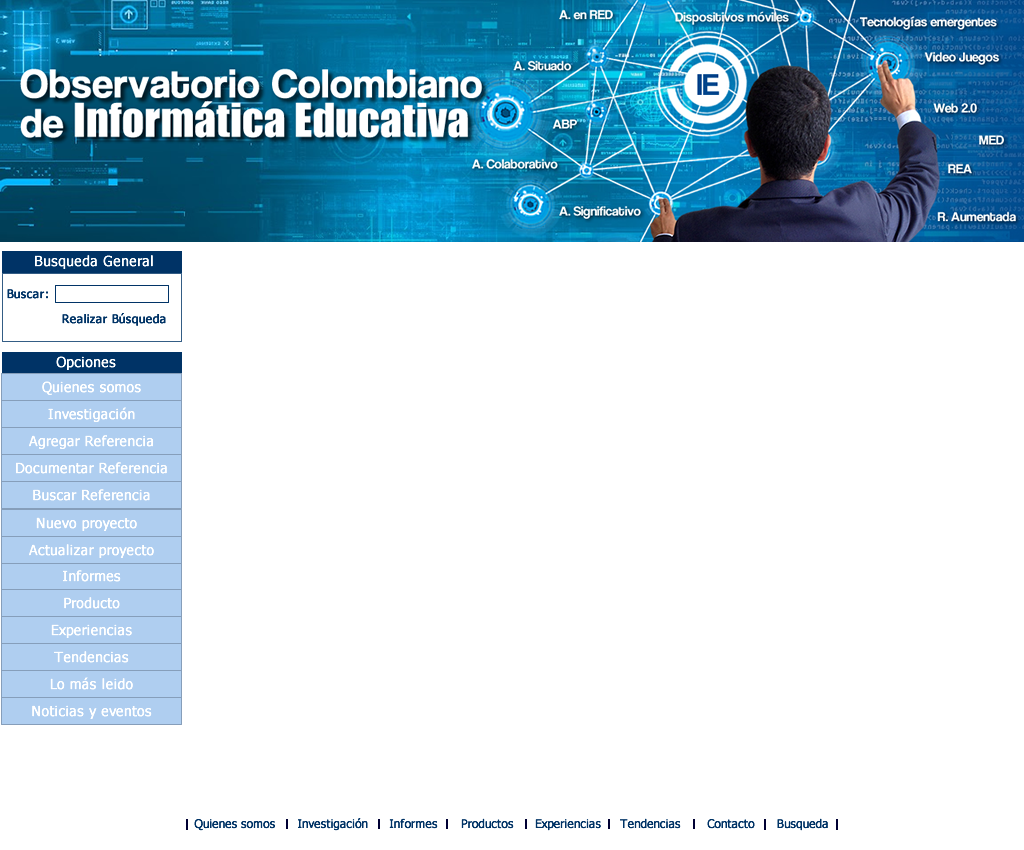 A. en RED
Dispositivos móviles
Tecnologías emergentes
A. Situado
Video Juegos
Observatorio Colombiano
de Informática Educativa
IE
ABP
Web 2.0
MED
A. Colaborativo
REA
A. Significativo
R. Aumentada
Busqueda General
Buscar:
Realizar Búsqueda
Opciones
Quienes somos
Investigación
Agregar Referencia
Documentar Referencia
Buscar Referencia
Nuevo proyecto
Actualizar proyecto
Informes
Producto
Experiencias
Tendencias
Lo más leido
Noticias y eventos
| Quienes somos | Investigación | Informes | Productos | Experiencias | Tendencias | Contacto | Busqueda |